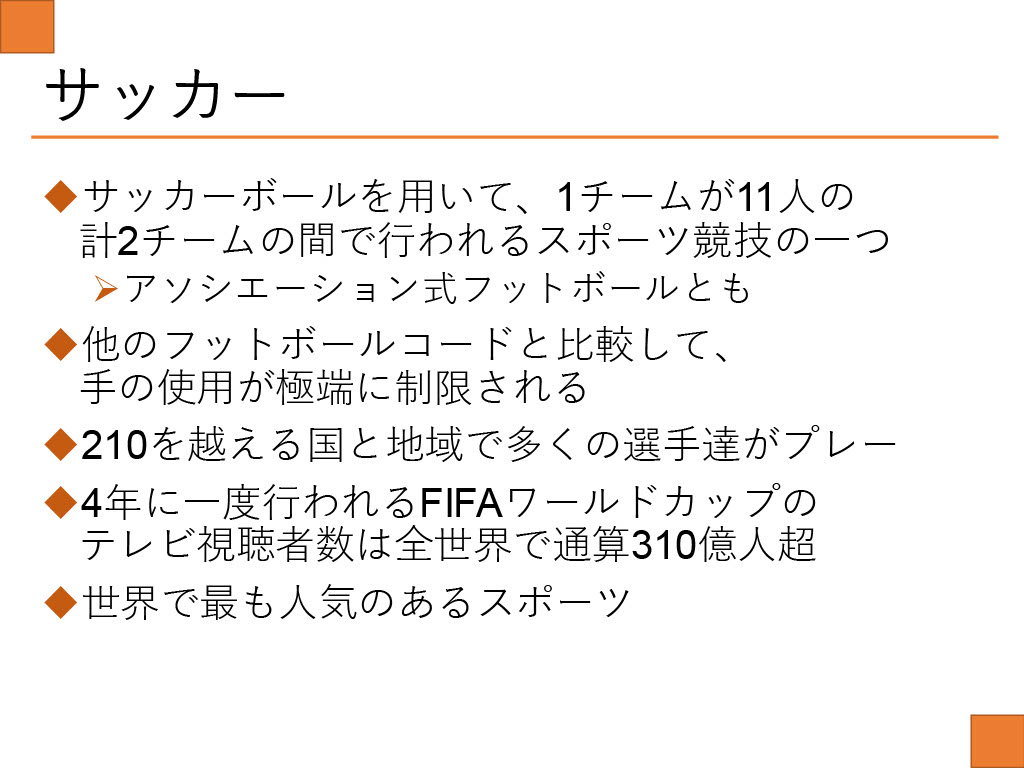 サッカー
◆サッカーボールを用いて、1チームが11人の
計2チームの間で行われるスポーツ競技の一つ
➢アソシエーション式フットボールとも
◆他のフットボールコードと比較して、
手の使用が極端に制限される
◆210を越える国と地域で多くの選手達がプレー
◆4年に一度行われるFIFAワールドカップの
テレビ視聴者数は全世界で通算310億人超
◆世界で最も人気のあるスポーツ